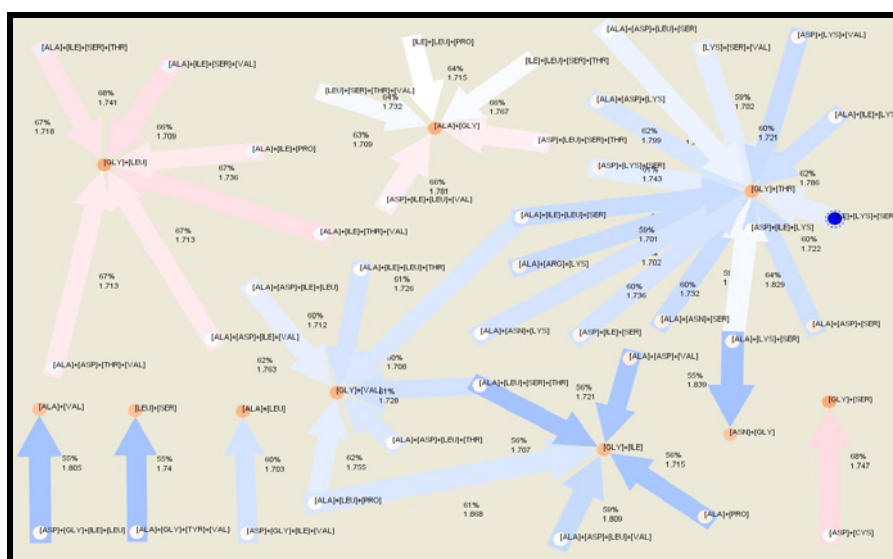 [ALA]+[ASP]+[LEU]+[SER]
[ALA]+[ILE]+[SER]+[THR]
[ILE]+[LEU]+[PRO]
[LYS]+[SER]+[VAL]
[ASP]+[LYS]+[VAL]
[ALA]+[ILE]+[SER]+[VAL]
64%
1.715
[ILE]+[LEU]+[SER]+[THR]
68%
1.741
[LEU]+[SER]+[THR]+[VAL]
64%
1.732
66%
1.767
59%
1.702
[ALA]+[ASP]+[LYS]
67%
1.718
66%
1.709
63%
1.709
[ALA]+[GLY]
62%
1.799
60%
1.721
[ALA]+[ILE]+[LYS]
[ALA]+[ILE]+[PRO]
[ASP]+[LEU]+[SER]+[THR]
[GLY]+[LEU]
67%
1.736
[ASP]+[LYS]+[SER]
61%
1.743
62%
1.786
66%
1.781
[GLY]+[THR]
[ASP]+[ILE]+[LEU]+[VAL]
[ALA]+[ILE]+[LEU]+[SER]
[ILE]+[LYS]+[SER]
[ASP]+[ILE]+[LYS]
[ALA]+[ILE]+[THR]+[VAL]
67%
1.713
59%
1.701
60%
1.722
1.702
[ALA]+[ILE]+[LEU]+[THR]
[ALA]+[ARG]+[LYS]
67%
1.713
61%
1.726
60%
1.736
60%
1.732
64%
1.829
[ALA]+[ASP]+[ILE]+[LEU]
60%
1.712
[ALA]+[ASN]+[LYS]
[ASP]+[ILE]+[SER]
[ALA]+[ASN]+[SER]
[ALA]+[ASP]+[SER]
[ALA]+[ASP]+[ILE]+[VAL]
[ALA]+[LYS]+[SER]
62%
1.763
60%
1.708
[ALA]+[ASP]+[VAL]
[ALA]+[ASP]+[THR]+[VAL]
55%
1.839
[ALA]+[LEU]+[SER]+[THR]
56%
1.721
[GLY]+[VAL]
61%
1.728
[ALA]+[VAL]
[LEU]+[SER]
[ALA]+[LEU]
[GLY]+[SER]
[ASN]+[GLY]
[ALA]+[ASP]+[LEU]+[THR]
56%
1.707
[GLY]+[ILE]
55%
1.805
55%
1.74
60%
1.703
62%
1.755
56%
1.715
68%
1.747
[ALA]+[LEU]+[PRO]
61%
1.868
59%
1.809
[ALA]+[PRO]
[ASP]+[GLY]+[ILE]+[LEU]
[ALA]+[GLY]+[TYR]+[VAL]
[ASP]+[GLY]+[ILE]+[VAL]
[ALA]+[ASP]+[LEU]+[VAL]
[ASP]+[CYS]